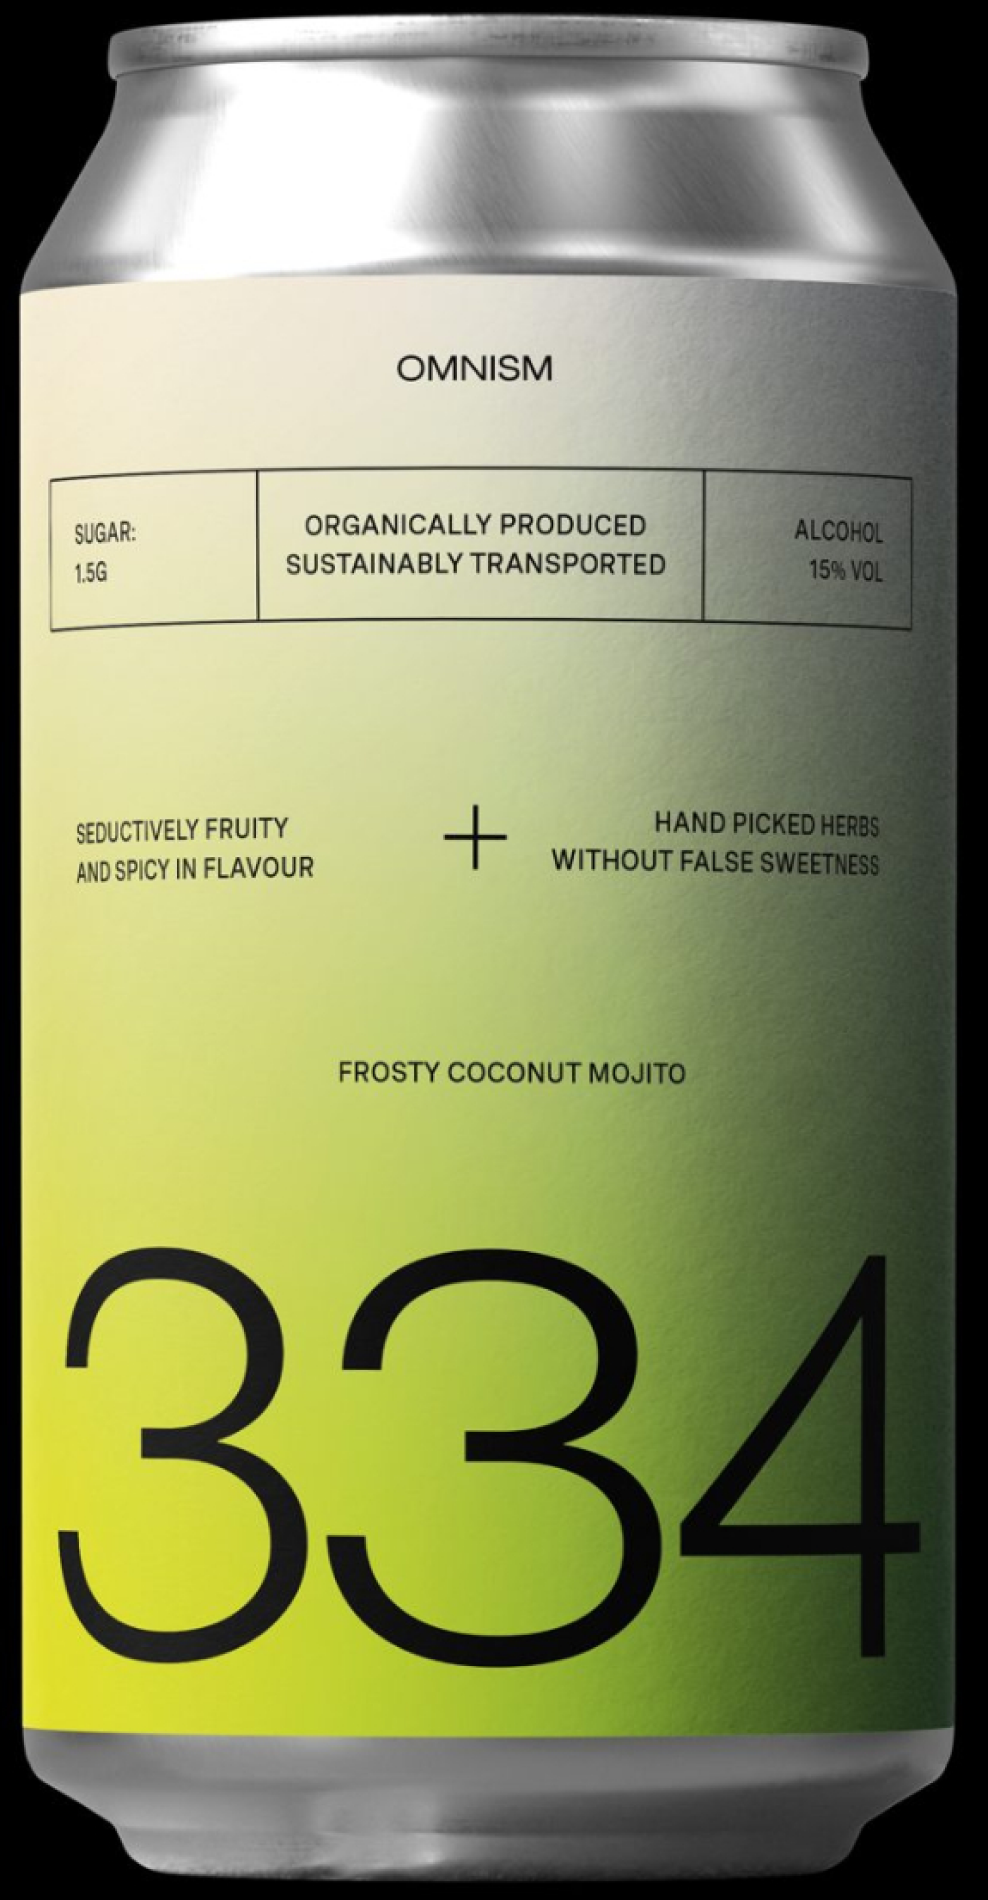 OMNISM
SUGAR:
1.5G
ORGANICALLY PRODUCED
SUSTAINABLY TRANSPORTED
ALCOHOL
15% VOL
SEDUCTIVELY FRUITY
AND SPICY IN FLAVOUR
+
HAND PICKED HERBS
WITHOUT FALSE SWEETNESS
FROSTY COCONUT MOJITO
334